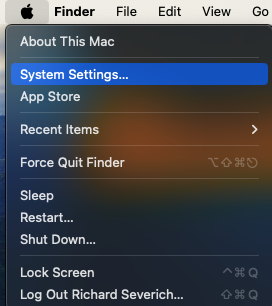 Finder File Edit View Go
About This Mac
System Settings...
App Store
Recent Items
Force Quit Finder ⌥⇧⌘⎋
Sleep
Restart...
Shut Down...
Lock Screen ^⌘Q
Log Out Richard Severich... ⇧⌘Q